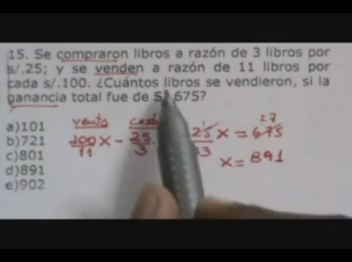 15. Se compraron libros a razón de 3 libros por
s/.25; y se venden a razón de 11 libros por
cada s/.100. ¿Cuántos libros se vendieron, si la
ganancia total fue de S/ 675?
a)101
b)721
c)801
d)891
e)902
venta
100/11 x - 25/3
25 x = 675
27
x = 891